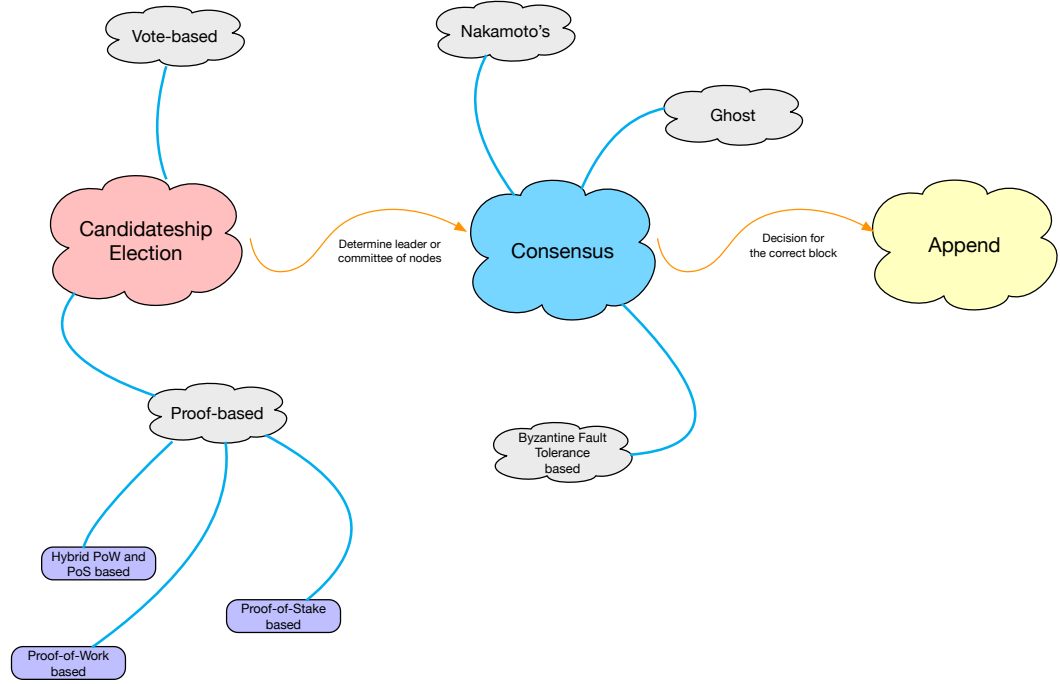 Vote-based
Nakamoto's
Ghost
Candidateship
Election
Determine leader or
committee of nodes
Consensus
Decision for
the correct block
Append
Proof-based
Byzantine Fault
Tolerance
based
Hybrid PoW and
PoS based
Proof-of-Stake
based
Proof-of-Work
based